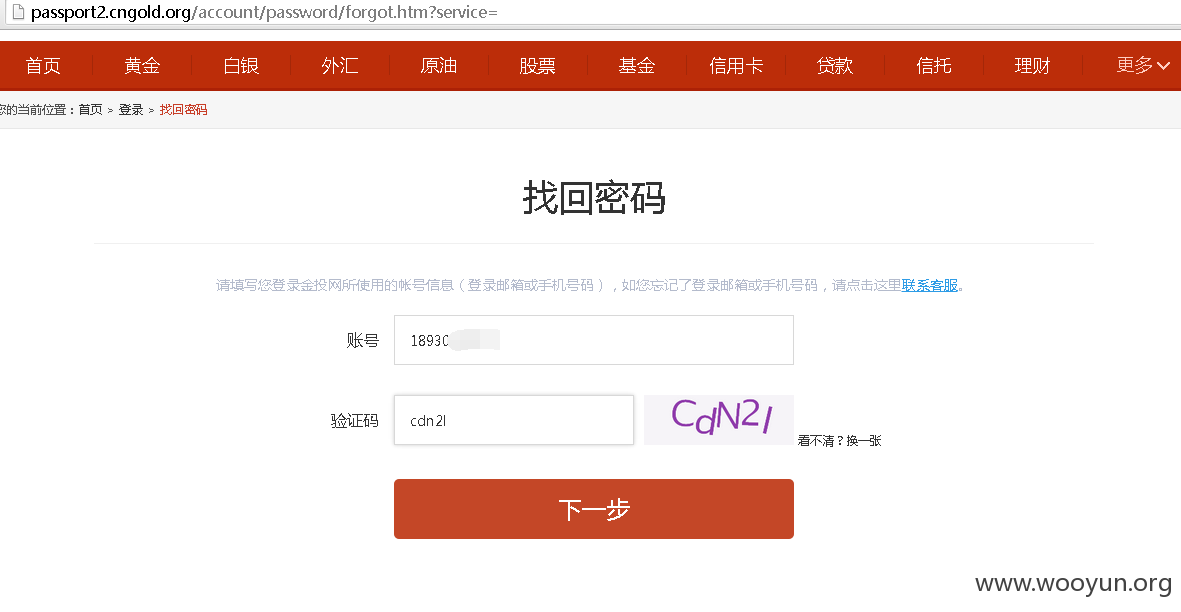 passport2.cngold.org/account/password/forgot.htm?service=
首页 黄金 白银 外汇 原油 股票 基金 信用卡 贷款 信托 理财 更多
您的当前位置：首页 > 登录 > 找回密码
找回密码
请填写您登录金投网所使用的帐号信息（登录邮箱或手机号码），如您忘记了登录邮箱或手机号码，请点击这里联系客服。
账号 18930
验证码 cdn2l CdN2l 看不清？换一张
下一步
www.wooyun.org